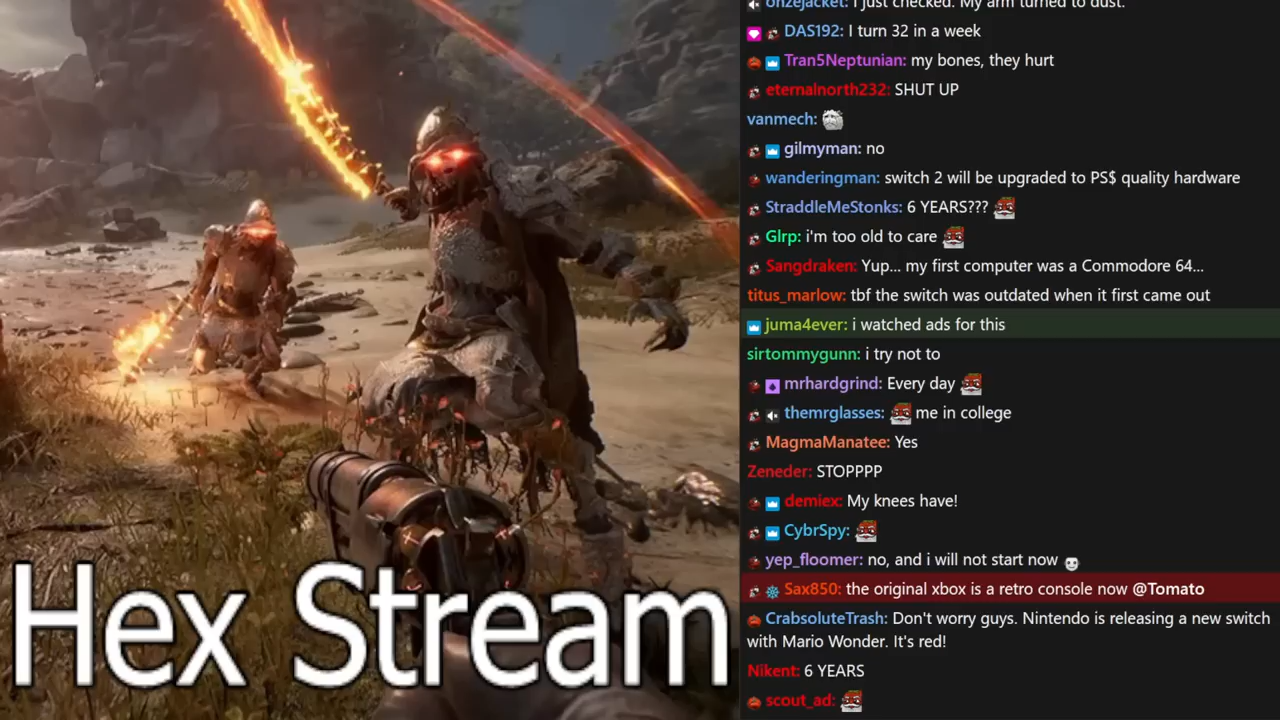 onzejacket: I just checked. My arm turned to dust.
DAS192: I turn 32 in a week
Tran5Neptunian: my bones, they hurt
eternalnorth232: SHUT UP
vanmech:
gilmyman: no
wanderingman: switch 2 will be upgraded to PS$ quality hardware
StraddleMeStonks: 6 YEARS???
Glrp: i'm too old to care
Sangdraken: Yup... my first computer was a Commodore 64...
titus_marlow: tbf the switch was outdated when it first came out
juma4ever: i watched ads for this
sirtommygunn: i try not to
mrhardgrind: Every day
themrglasses: me in college
MagmaManatee: Yes
Zeneder: STOPPPP
demiex: My knees have!
CybrSpy:
yep_floomer: no, and i will not start now
Sax850: the original xbox is a retro console now @Tomato
CrabsoluteTrash: Don't worry guys. Nintendo is releasing a new switch
with Mario Wonder. It's red!
Nikent: 6 YEARS
scout_ad:
Hex Stream